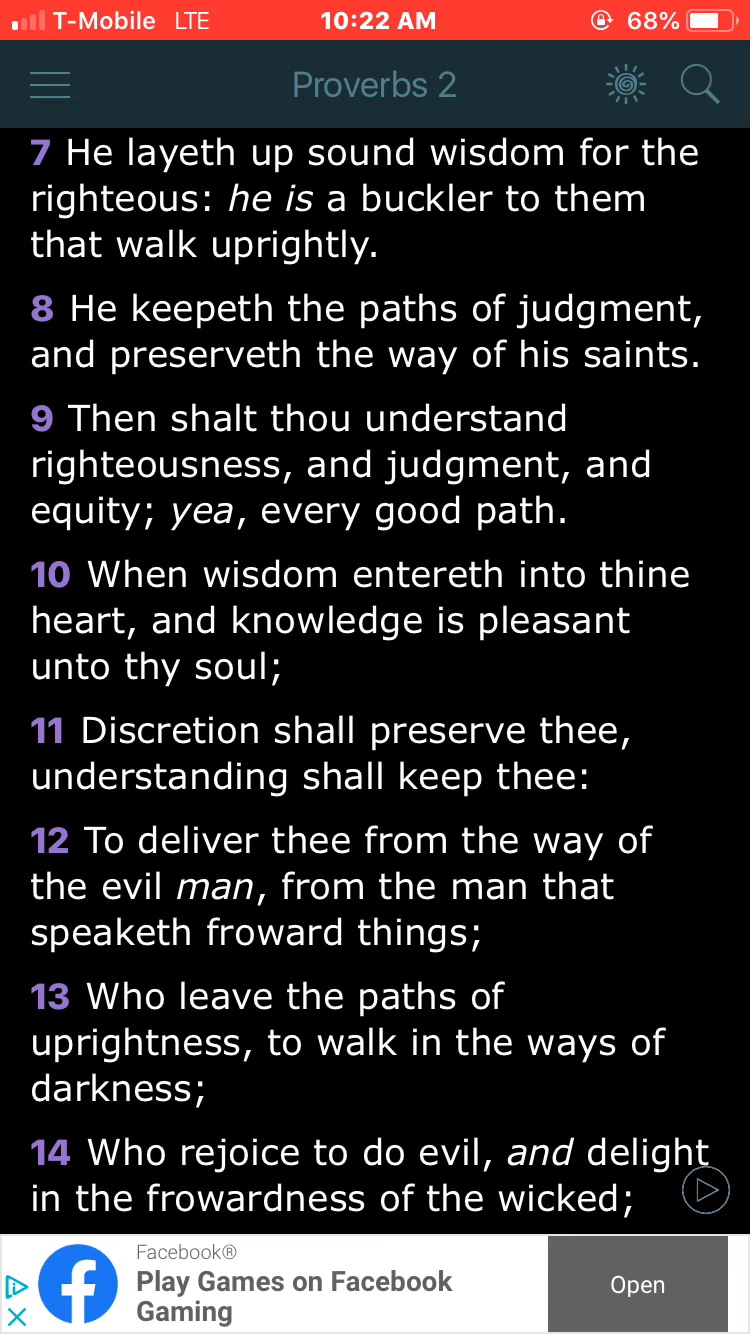 T-Mobile LTE 10:22 AM 68%
Proverbs 2
7 He layeth up sound wisdom for the
righteous: he is a buckler to them
that walk uprightly.
8 He keepeth the paths of judgment,
and preserveth the way of his saints.
9 Then shalt thou understand
righteousness, and judgment, and
equity; yea, every good path.
10 When wisdom entereth into thine
heart, and knowledge is pleasant
unto thy soul;
11 Discretion shall preserve thee,
understanding shall keep thee:
12 To deliver thee from the way of
the evil man, from the man that
speaketh froward things;
13 Who leave the paths of
uprightness, to walk in the ways of
darkness;
14 Who rejoice to do evil, and delight
in the frowardness of the wicked;
Facebook®
Play Games on Facebook
Gaming
Open